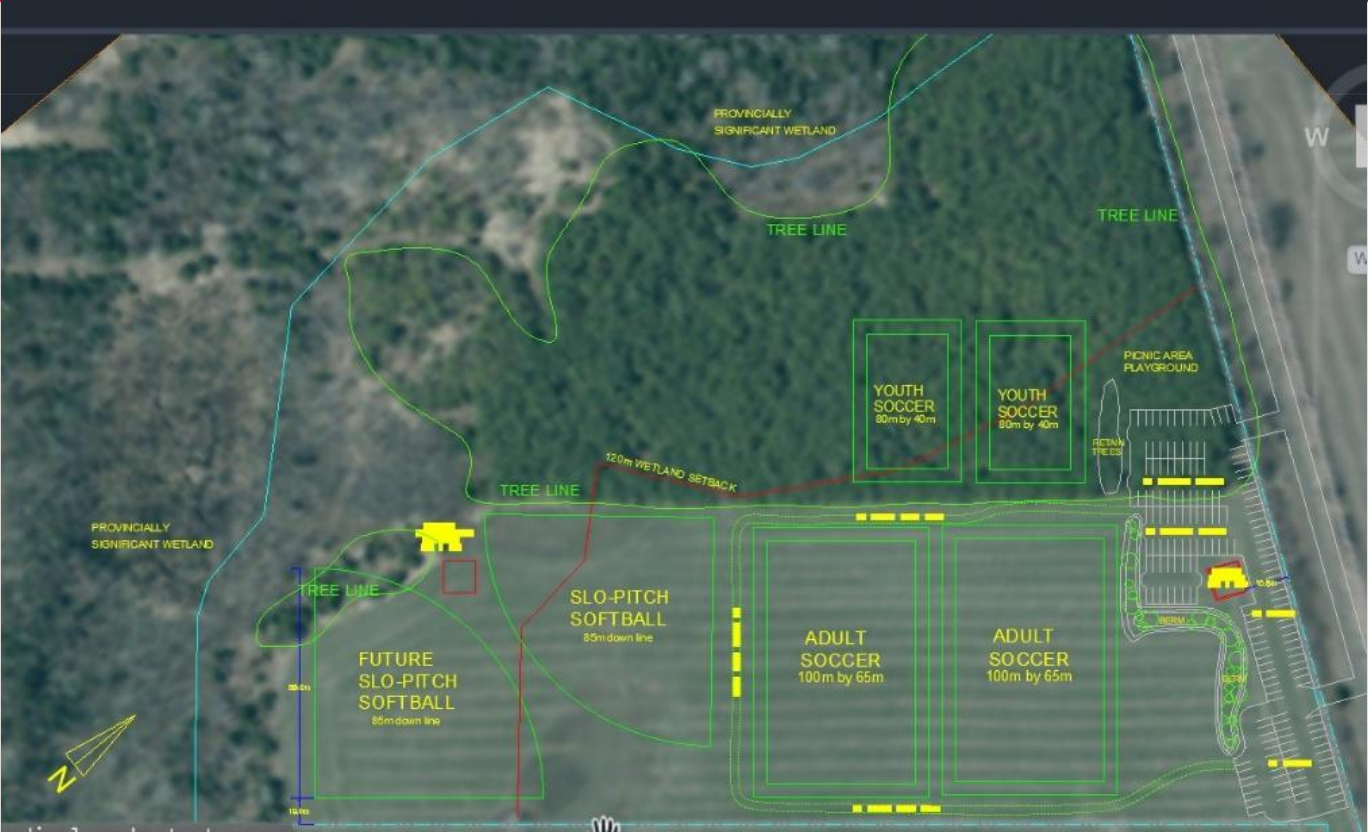 PROVINCIALLY
SIGNIFICANT WETLAND
W
TREE LINE
TREE LINE
W
PICNIC AREA
PLAYGROUND
YOUTH
SOCCER
80m by 40m
YOUTH
SOCCER
80m by 40m
RETAIN
TREES
120m WETLAND SETBACK
TREE LINE
PROVINCIALLY
SIGNIFICANT WETLAND
TREE LINE
SLO-PITCH
SOFTBALL
85m down line
BERM
ADULT
SOCCER
100m by 65m
ADULT
SOCCER
100m by 65m
FUTURE
SLO-PITCH
SOFTBALL
85m down line
BERM
N